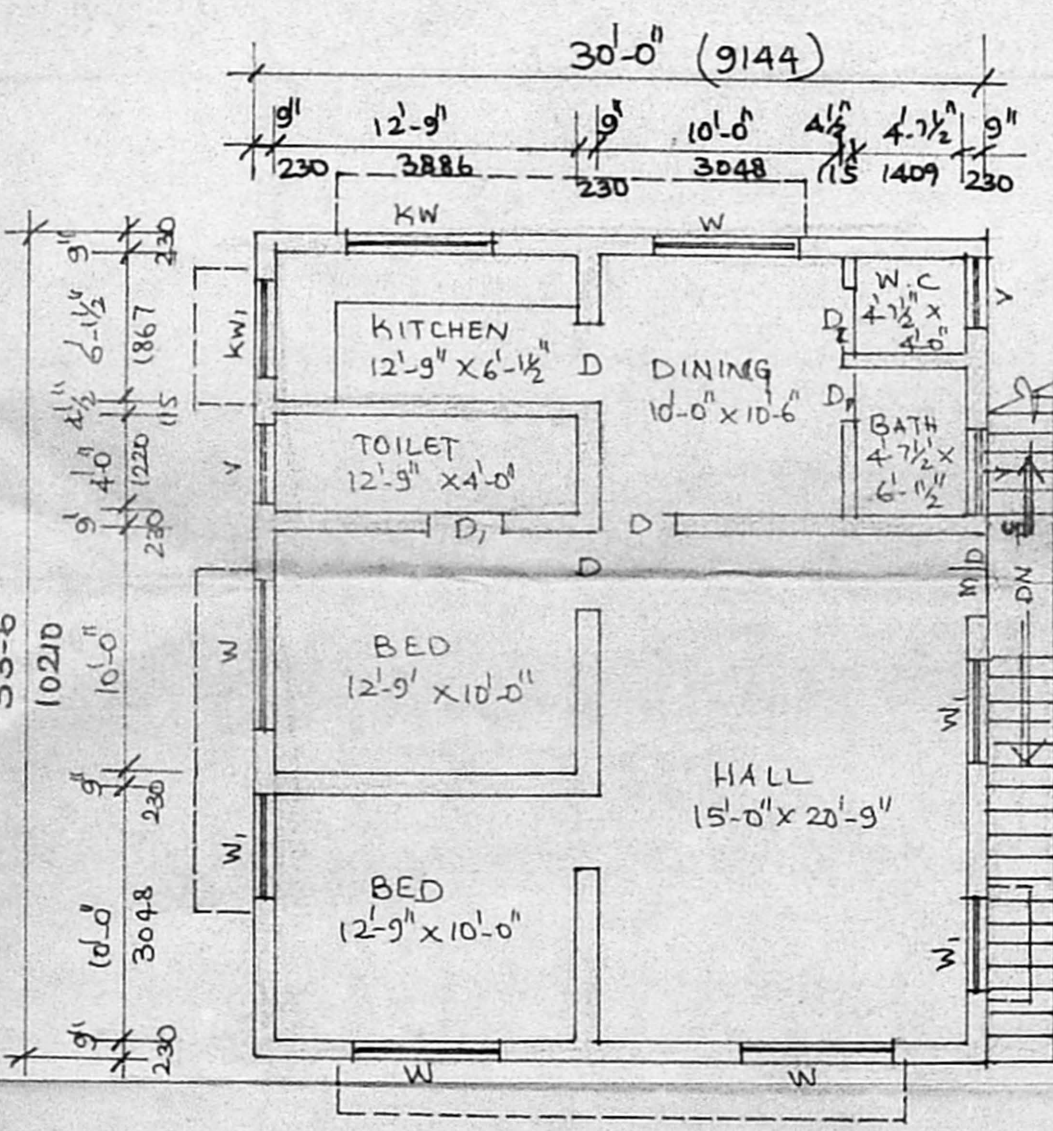 30'-0" (9144)
9" 12'-9" 9" 10'-0" 4½" 4'-7½" 9"
230 3886 230 3048 115 1409 230
KW W
9" 230
6'-1½" 1867
4½" 115
4'-0" 1220
9" 230
10'-0"
9" 230
10'-0" 3048
9" 230
10210
KW₁
V
W
W₁
KITCHEN
12'-9" X 6'-1½"
D
DINING
10'-0" X 10'-6"
W.C
4'-7½" X
4'-0"
D₂
V
D₁
BATH
4'-7½" X
6'-1½"
V
TOILET
12'-9" X 4'-0"
D₁
D
D
M D
DN
BED
12'-9' X 10'-0"
W₁
HALL
15'-0" X 20'-9"
BED
12'-9" X 10'-0"
W₁
W W